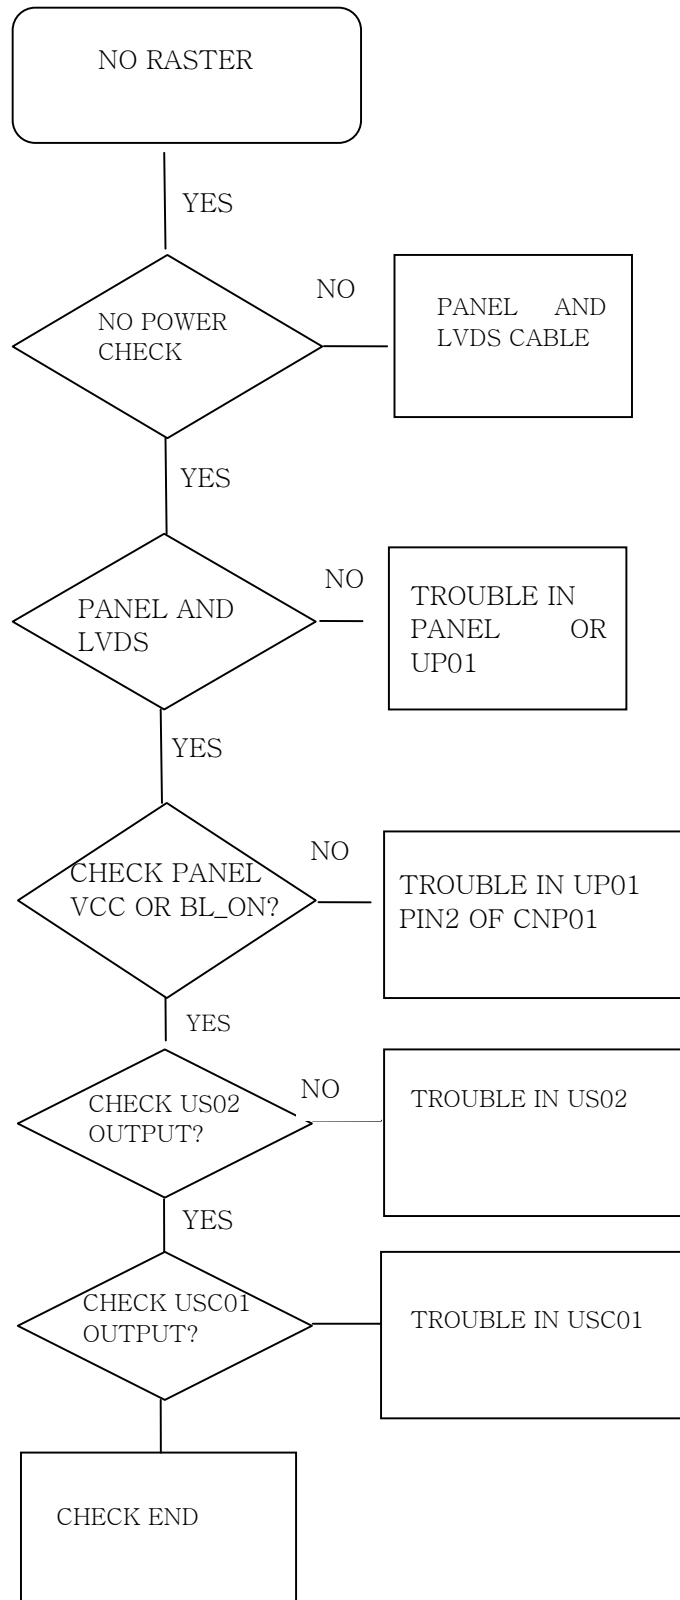 NO RASTER
YES
NO POWER
CHECK
NO
PANEL AND
LVDS CABLE
YES
PANEL AND
LVDS
NO
TROUBLE IN
PANEL OR
UP01
YES
CHECK PANEL
VCC OR BL_ON?
NO
TROUBLE IN UP01
PIN2 OF CNP01
YES
CHECK US02
OUTPUT?
NO
TROUBLE IN US02
YES
CHECK USC01
OUTPUT?
TROUBLE IN USC01
CHECK END